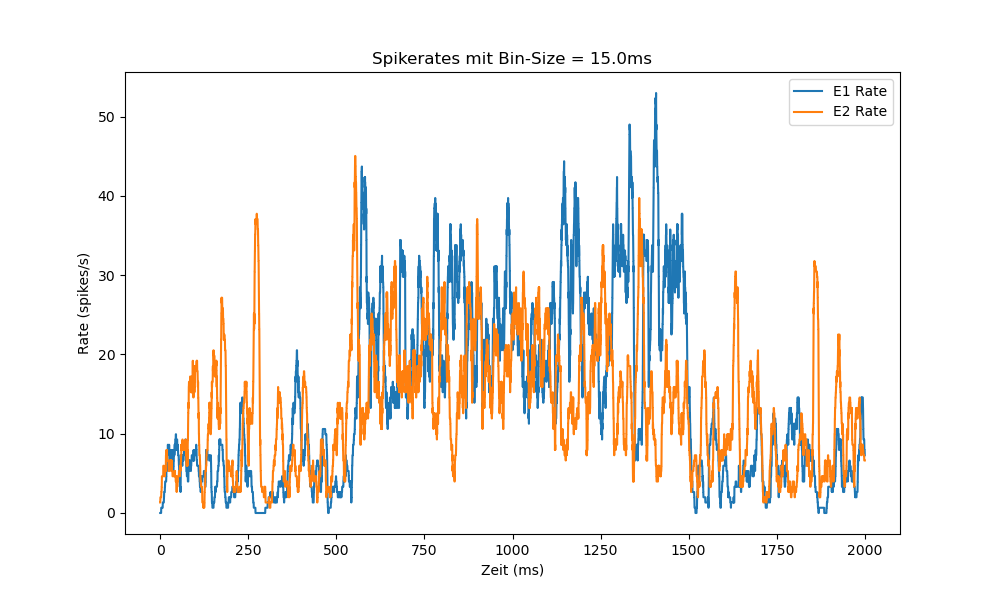 Spikerates mit Bin-Size = 15.0ms
E1 Rate
E2 Rate
Rate (spikes/s)
50
40
30
20
10
0
0 250 500 750 1000 1250 1500 1750 2000
Zeit (ms)